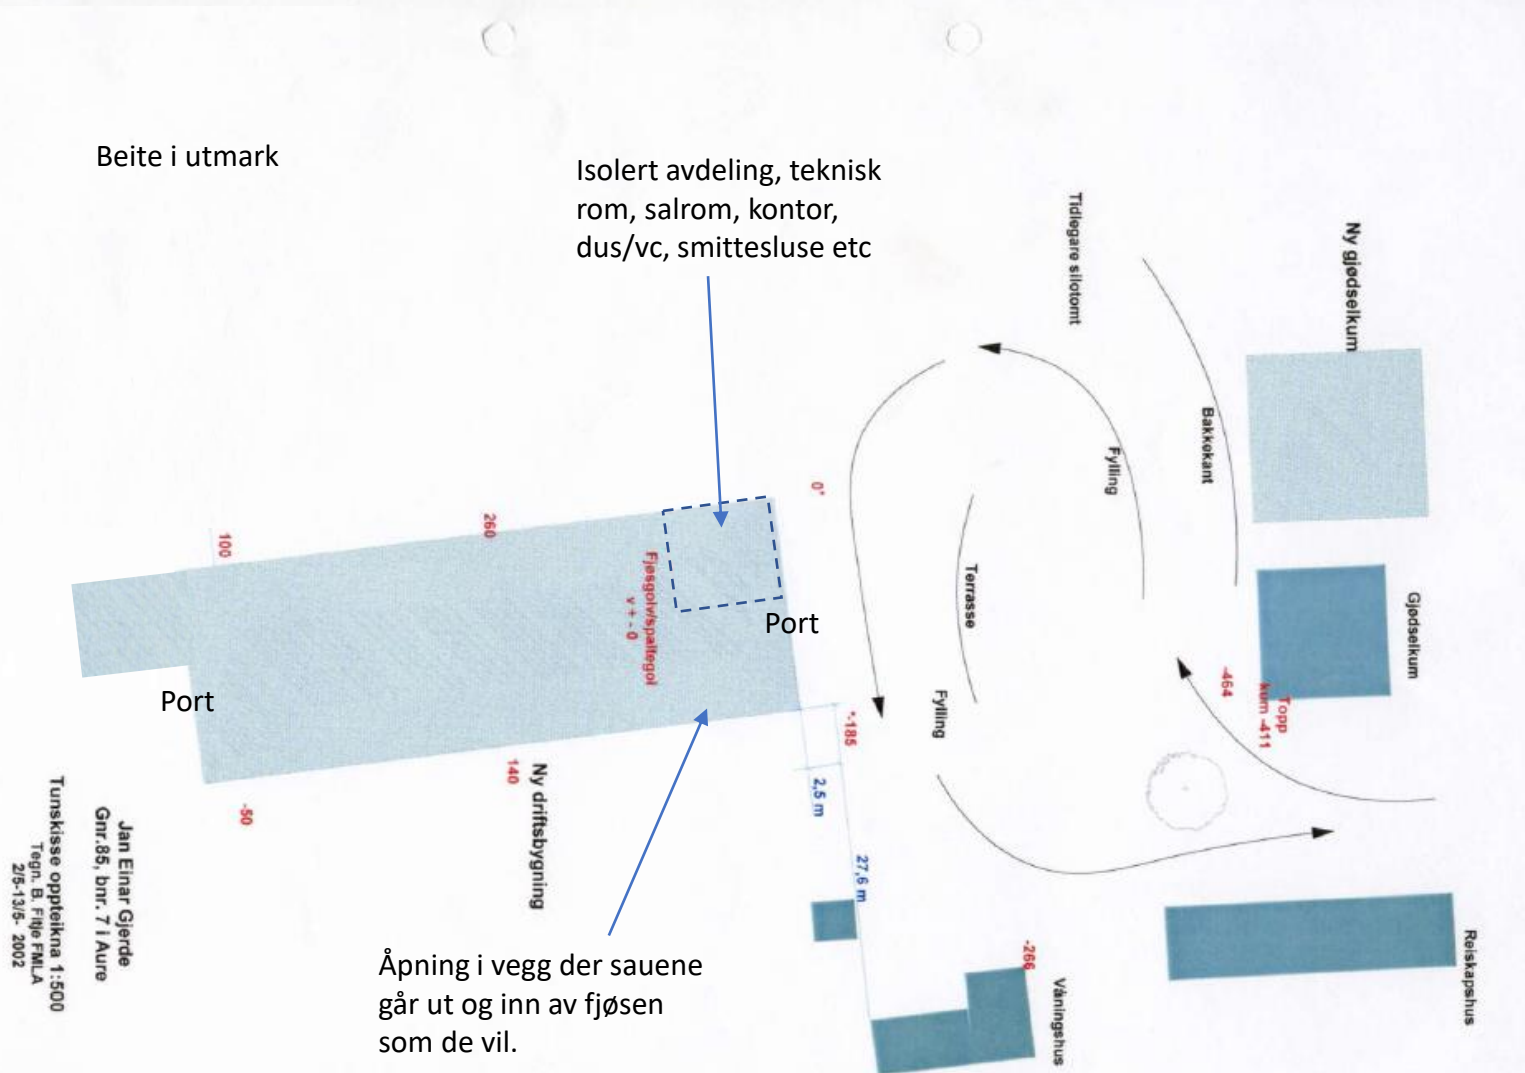 Beite i utmark
Isolert avdeling, teknisk
rom, salrom, kontor,
dus/vc, smittesluse etc
Tidlegare silotomt
Ny gjødselkum
Bakkekant
Fylling
0*
Terrasse
Gjødselkum
100
260
Fjøsgolv/spaltegol
v + - 0
Port
Port
-464
Topp
kum -411
Fylling
*-185
2,5 m
27,6 m
Ny driftsbygning
140
-50
Jan Einar Gjerde
Gnr.85, bnr. 7 i Aure
Tunskisse oppteikna 1:500
Tegn. B. Fitje FMLA
2/5-13/5- 2002
Åpning i vegg der sauene
går ut og inn av fjøsen
som de vil.
-266
Våningshus
Reiskapshus